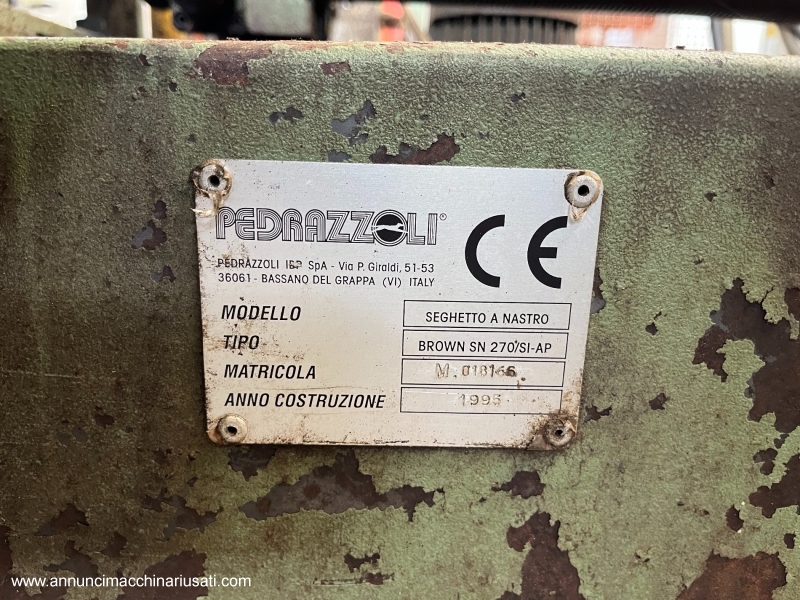 PEDRAZZOLI®
CE
PEDRAZZOLI IBP SpA - Via P. Giraldi, 51-53
36061 - BASSANO DEL GRAPPA (VI) ITALY
MODELLO SEGHETTO A NASTRO
TIPO BROWN SN 270/SI-AP
MATRICOLA M. 018166
ANNO COSTRUZIONE 1995
www.annuncimacchinariusati.com